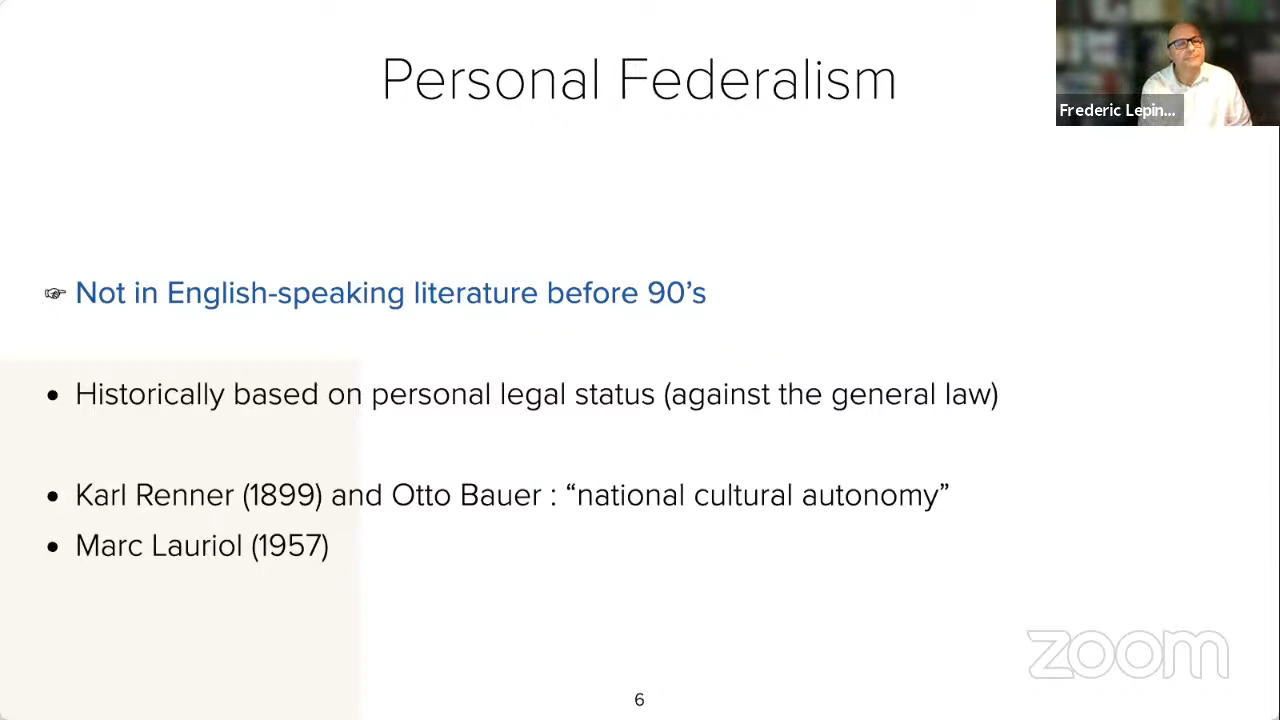 Personal Federalism
Frederic Lepin...
☞ Not in English-speaking literature before 90’s
• Historically based on personal legal status (against the general law)
• Karl Renner (1899) and Otto Bauer : “national cultural autonomy”
• Marc Lauriol (1957)
zoom
6